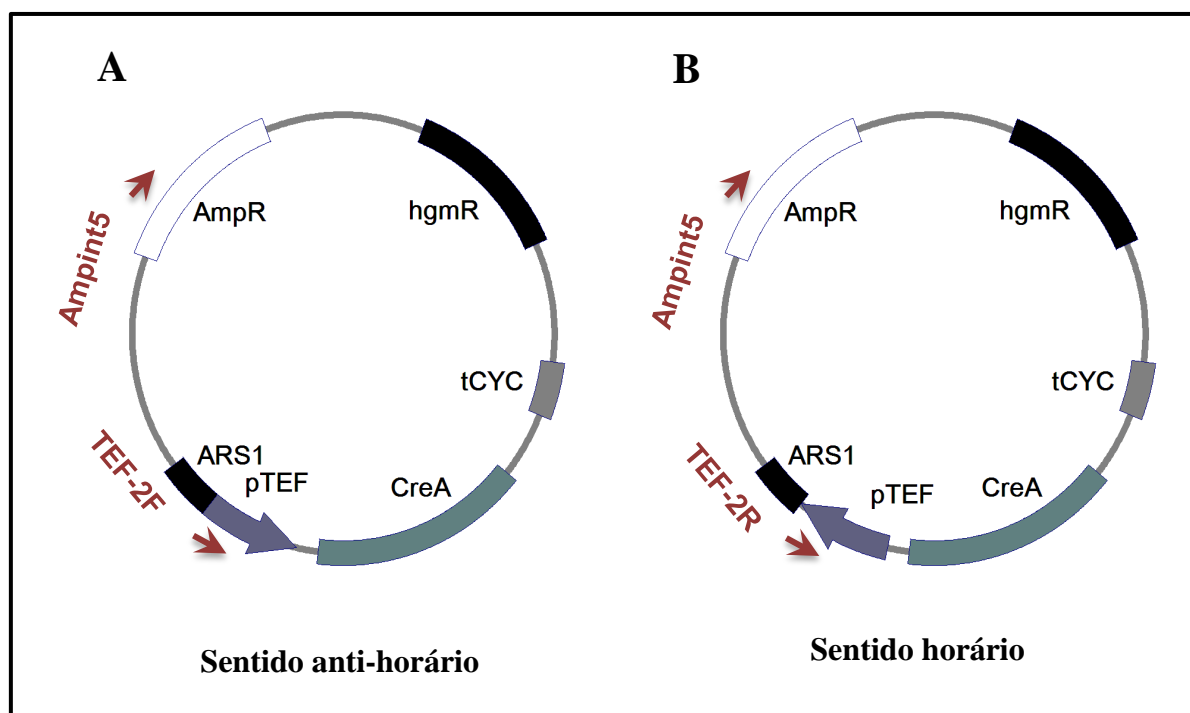 A
AmpR
hgmR
Ampint5
tCYC
ARS1
TEF-2F
pTEF
CreA
Sentido anti-horário
B
AmpR
hgmR
Ampint5
tCYC
ARS1
TEF-2R
pTEF
CreA
Sentido horário